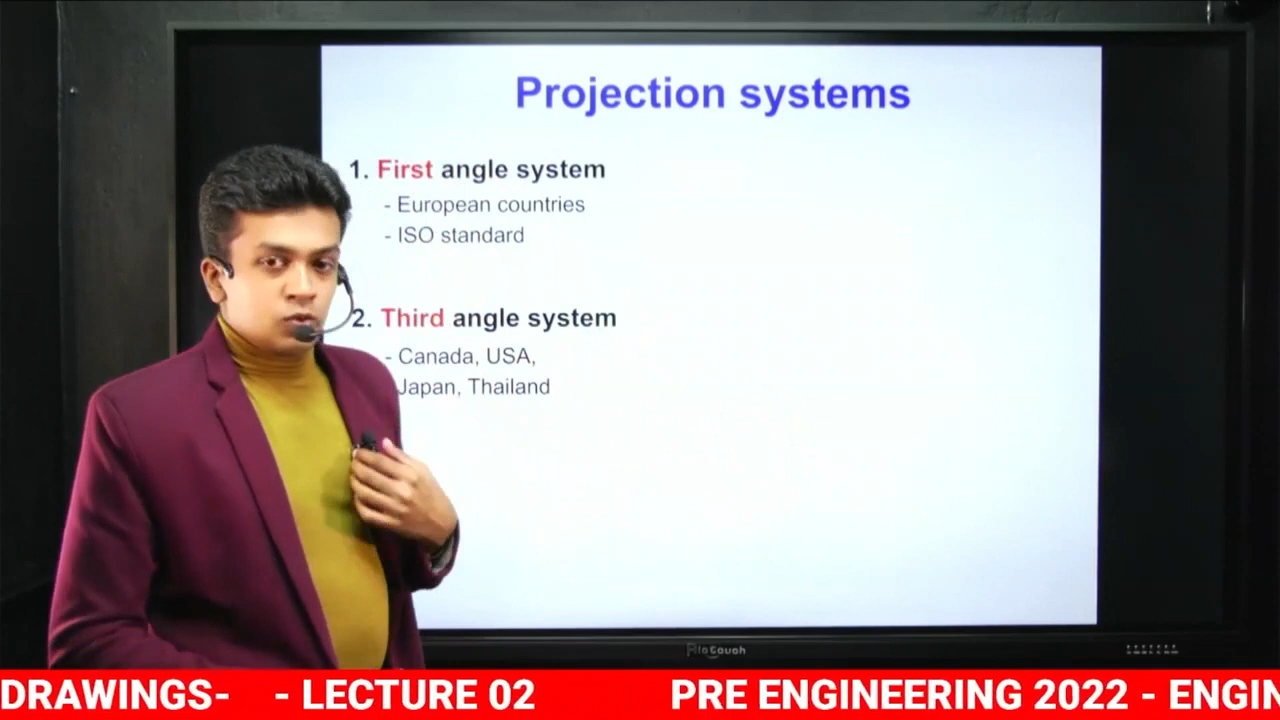 Projection systems
1. First angle system
- European countries
- ISO standard
2. Third angle system
- Canada, USA,
Japan, Thailand
DRAWINGS- - LECTURE 02 PRE ENGINEERING 2022 - ENGIN